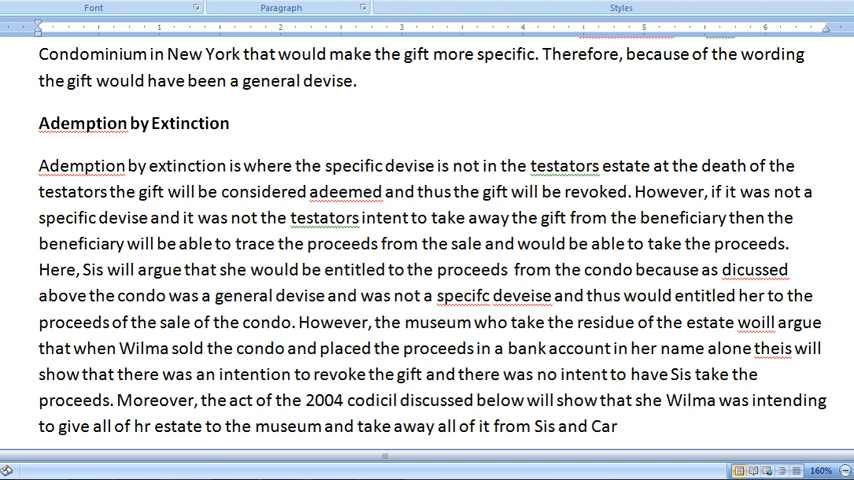 Font
Paragraph
Styles
1 2 3 4 5 6
Condominium in New York that would make the gift more specific. Therefore, because of the wording
the gift would have been a general devise.
Ademption by Extinction
Ademption by extinction is where the specific devise is not in the testators estate at the death of the
testators the gift will be considered adeemed and thus the gift will be revoked. However, if it was not a
specific devise and it was not the testators intent to take away the gift from the beneficiary then the
beneficiary will be able to trace the proceeds from the sale and would be able to take the proceeds.
Here, Sis will argue that she would be entitled to the proceeds from the condo because as dicussed
above the condo was a general devise and was not a specifc deveise and thus would entitled her to the
proceeds of the sale of the condo. However, the museum who take the residue of the estate woill argue
that when Wilma sold the condo and placed the proceeds in a bank account in her name alone theis will
show that there was an intention to revoke the gift and there was no intent to have Sis take the
proceeds. Moreover, the act of the 2004 codicil discussed below will show that she Wilma was intending
to give all of hr estate to the museum and take away all of it from Sis and Car
160%